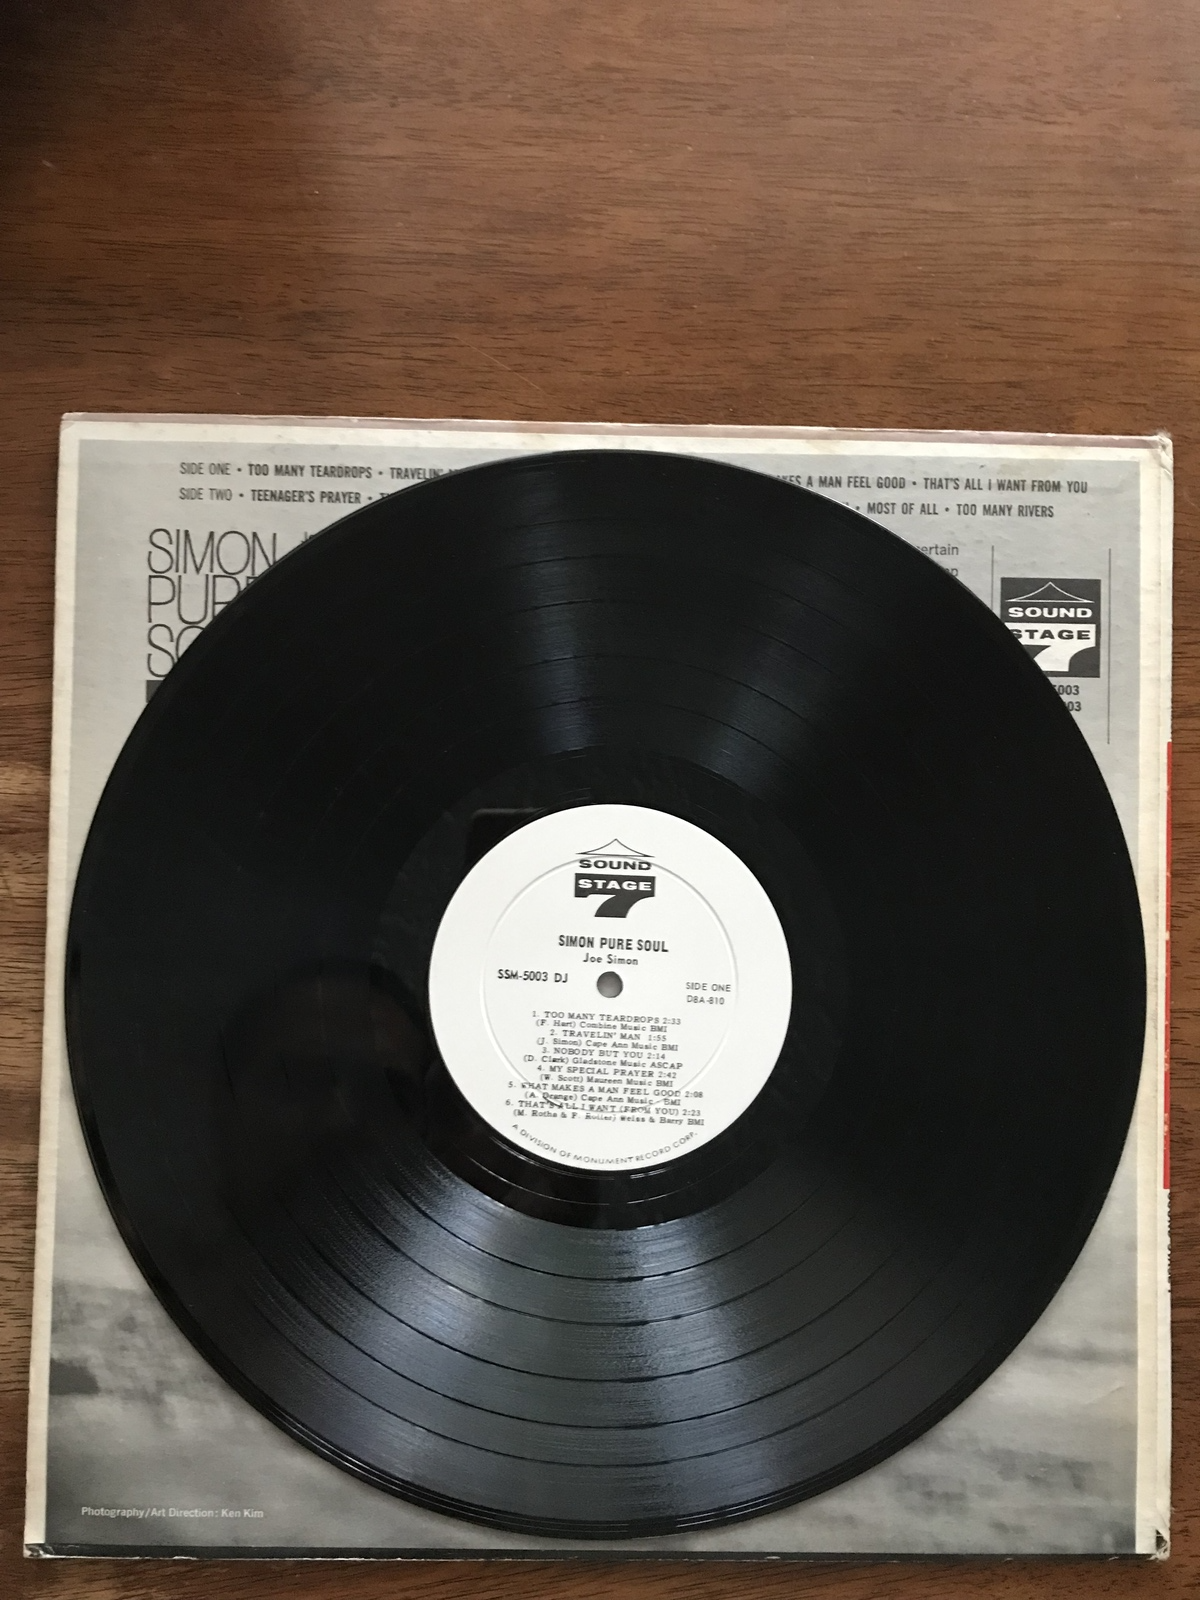 SIDE ONE • TOO MANY TEARDROPS • TRAVELIN' A MAN FEEL GOOD • THAT'S ALL I WANT FROM YOU
SIDE TWO • TEENAGER'S PRAYER • • MOST OF ALL • TOO MANY RIVERS
SIMON
PURE
SOUND
STAGE
7
Photography/Art Direction: Ken Kim
SOUND
STAGE
7
SIMON PURE SOUL
Joe Simon
SSM-5003 DJ
SIDE ONE
DBA-810
1. TOO MANY TEARDROPS 2:33
(F. Hart) Combine Music BMI
2. TRAVELIN' MAN 1:55
(J. Simon) Cape Ann Music BMI
3. NOBODY BUT YOU 2:14
(D. Clark) Gladstone Music ASCAP
4. MY SPECIAL PRAYER 2:42
(W. Scott) Maureen Music BMI
5. WHAT MAKES A MAN FEEL GOOD 2:08
(A. Orange) Cape Ann Music BMI
6. THAT'S ALL I WANT (FROM YOU) 2:23
(M. Rotha & F. Weiss & Barry BMI
A DIVISION OF MONUMENT RECORD CORP.